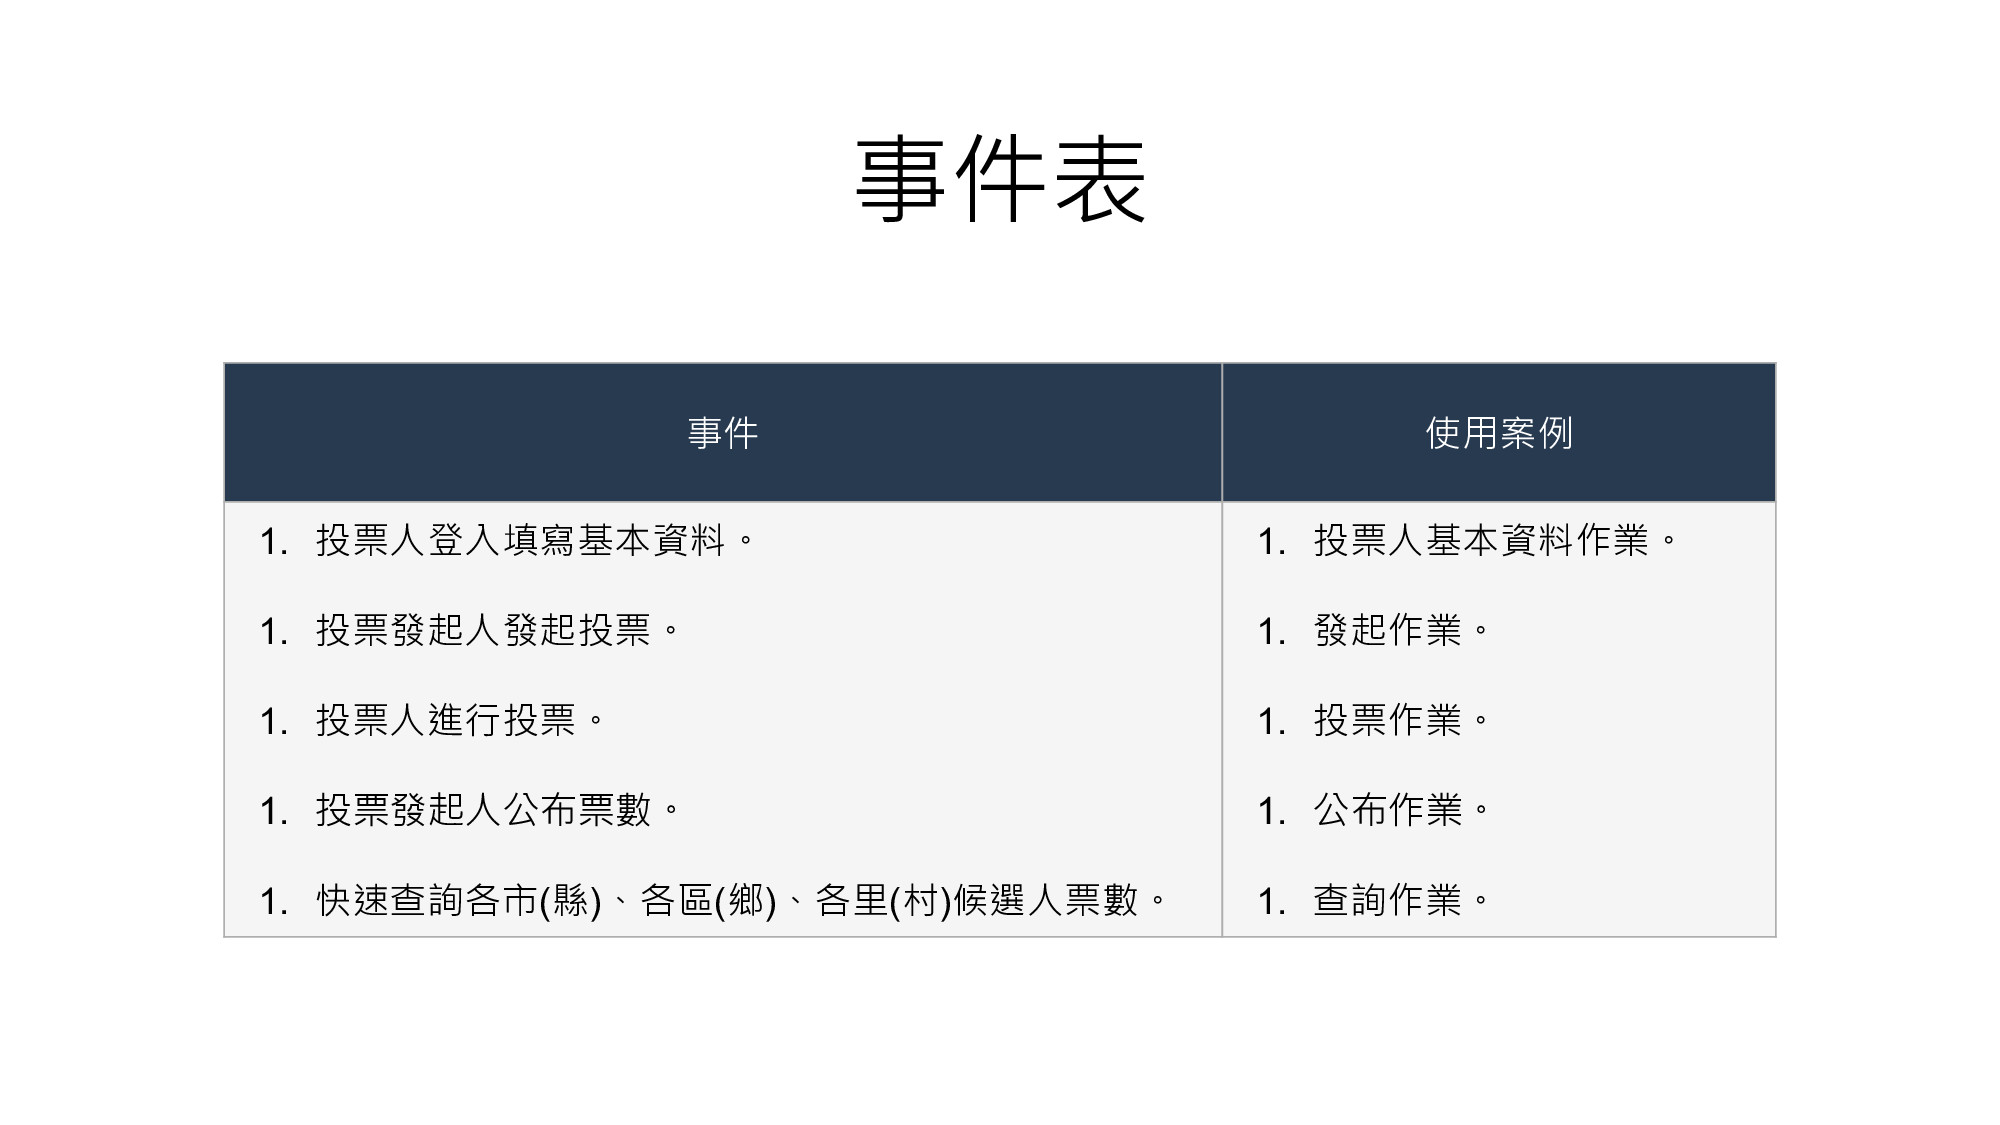 事件表
事件 使用案例
1. 投票人登入填寫基本資料。 1. 投票人基本資料作業。
1. 投票發起人發起投票。 1. 發起作業。
1. 投票人進行投票。 1. 投票作業。
1. 投票發起人公布票數。 1. 公布作業。
1. 快速查詢各市(縣)、各區(鄉)、各里(村)候選人票數。 1. 查詢作業。